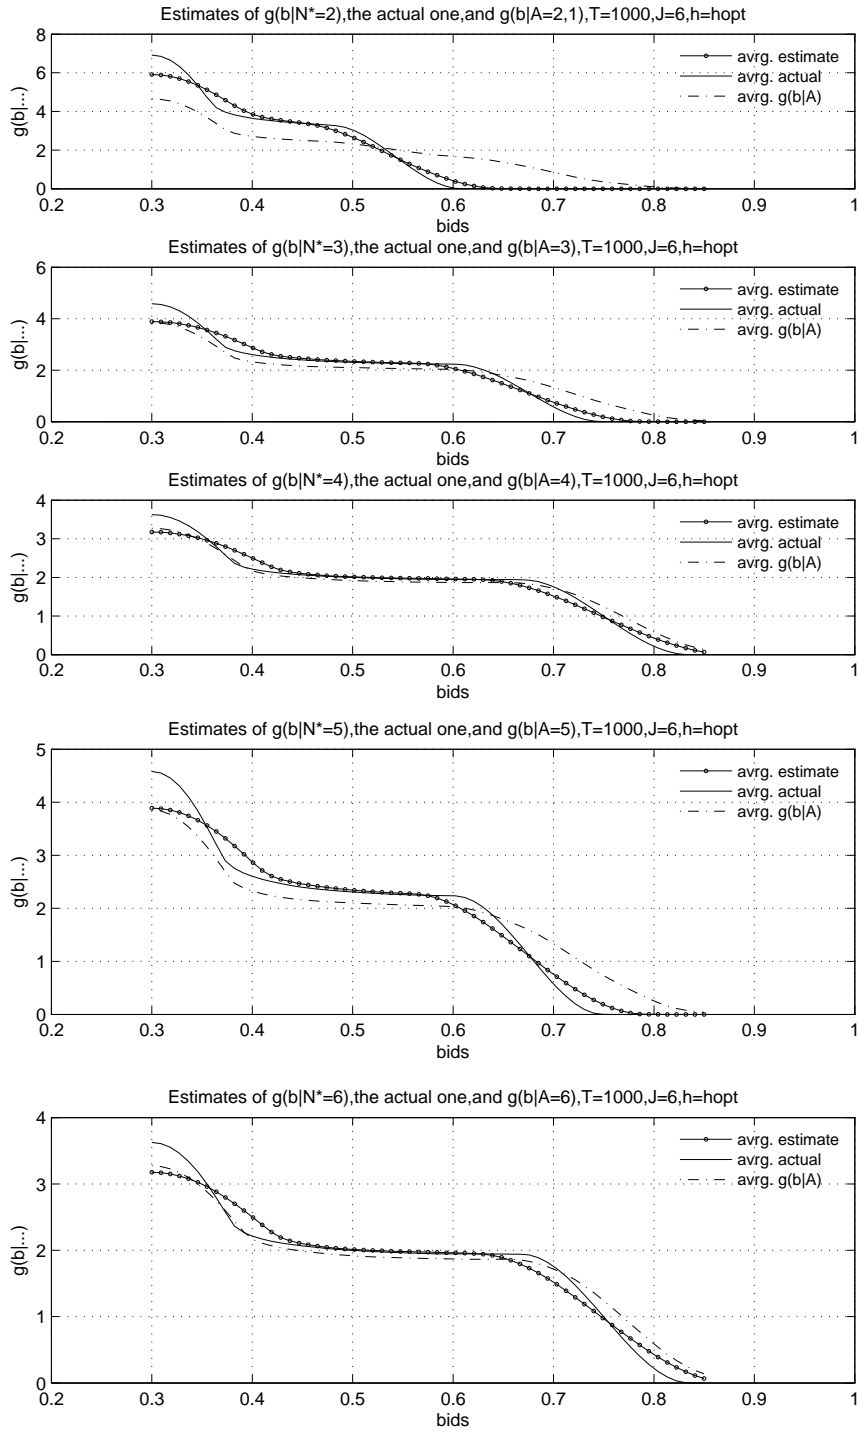 Estimates of g(b|N*=2),the actual one,and g(b|A=2,1),T=1000,J=6,h=hopt
8
6
4
2
0
g(b|...)
avrg. estimate
avrg. actual
avrg. g(b|A)
0.2 0.3 0.4 0.5 0.6 0.7 0.8 0.9 1
bids
Estimates of g(b|N*=3),the actual one,and g(b|A=3),T=1000,J=6,h=hopt
6
4
2
0
g(b|...)
avrg. estimate
avrg. actual
avrg. g(b|A)
0.2 0.3 0.4 0.5 0.6 0.7 0.8 0.9 1
bids
Estimates of g(b|N*=4),the actual one,and g(b|A=4),T=1000,J=6,h=hopt
4
3
2
1
0
g(b|...)
avrg. estimate
avrg. actual
avrg. g(b|A)
0.2 0.3 0.4 0.5 0.6 0.7 0.8 0.9 1
bids
Estimates of g(b|N*=5),the actual one,and g(b|A=5),T=1000,J=6,h=hopt
5
4
3
2
1
0
g(b|...)
avrg. estimate
avrg. actual
avrg. g(b|A)
0.2 0.3 0.4 0.5 0.6 0.7 0.8 0.9 1
bids
Estimates of g(b|N*=6),the actual one,and g(b|A=6),T=1000,J=6,h=hopt
4
3
2
1
0
g(b|...)
avrg. estimate
avrg. actual
avrg. g(b|A)
0.2 0.3 0.4 0.5 0.6 0.7 0.8 0.9 1
bids